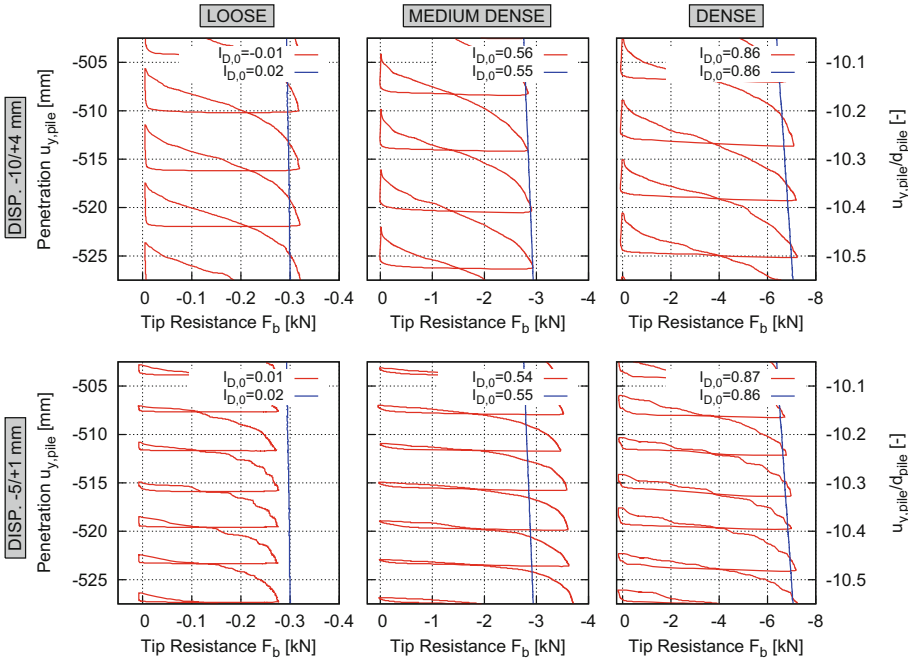 LOOSE MEDIUM DENSE DENSE
DISP. -10/+4 mm
Penetration u_y,pile [mm]
-505
-510
-515
-520
-525
I_D,0=-0.01
I_D,0=0.02
I_D,0=0.56
I_D,0=0.55
I_D,0=0.86
I_D,0=0.86
-10.1
-10.2
-10.3
-10.4
-10.5
u_y,pile/d_pile [-]
0 -0.1 -0.2 -0.3 -0.4
0 -1 -2 -3 -4
0 -2 -4 -6 -8
Tip Resistance F_b [kN] Tip Resistance F_b [kN] Tip Resistance F_b [kN]
DISP. -5/+1 mm
Penetration u_y,pile [mm]
-505
-510
-515
-520
-525
I_D,0=0.01
I_D,0=0.02
I_D,0=0.54
I_D,0=0.55
I_D,0=0.87
I_D,0=0.86
-10.1
-10.2
-10.3
-10.4
-10.5
u_y,pile/d_pile [-]
0 -0.1 -0.2 -0.3 -0.4
0 -1 -2 -3 -4
0 -2 -4 -6 -8
Tip Resistance F_b [kN] Tip Resistance F_b [kN] Tip Resistance F_b [kN]